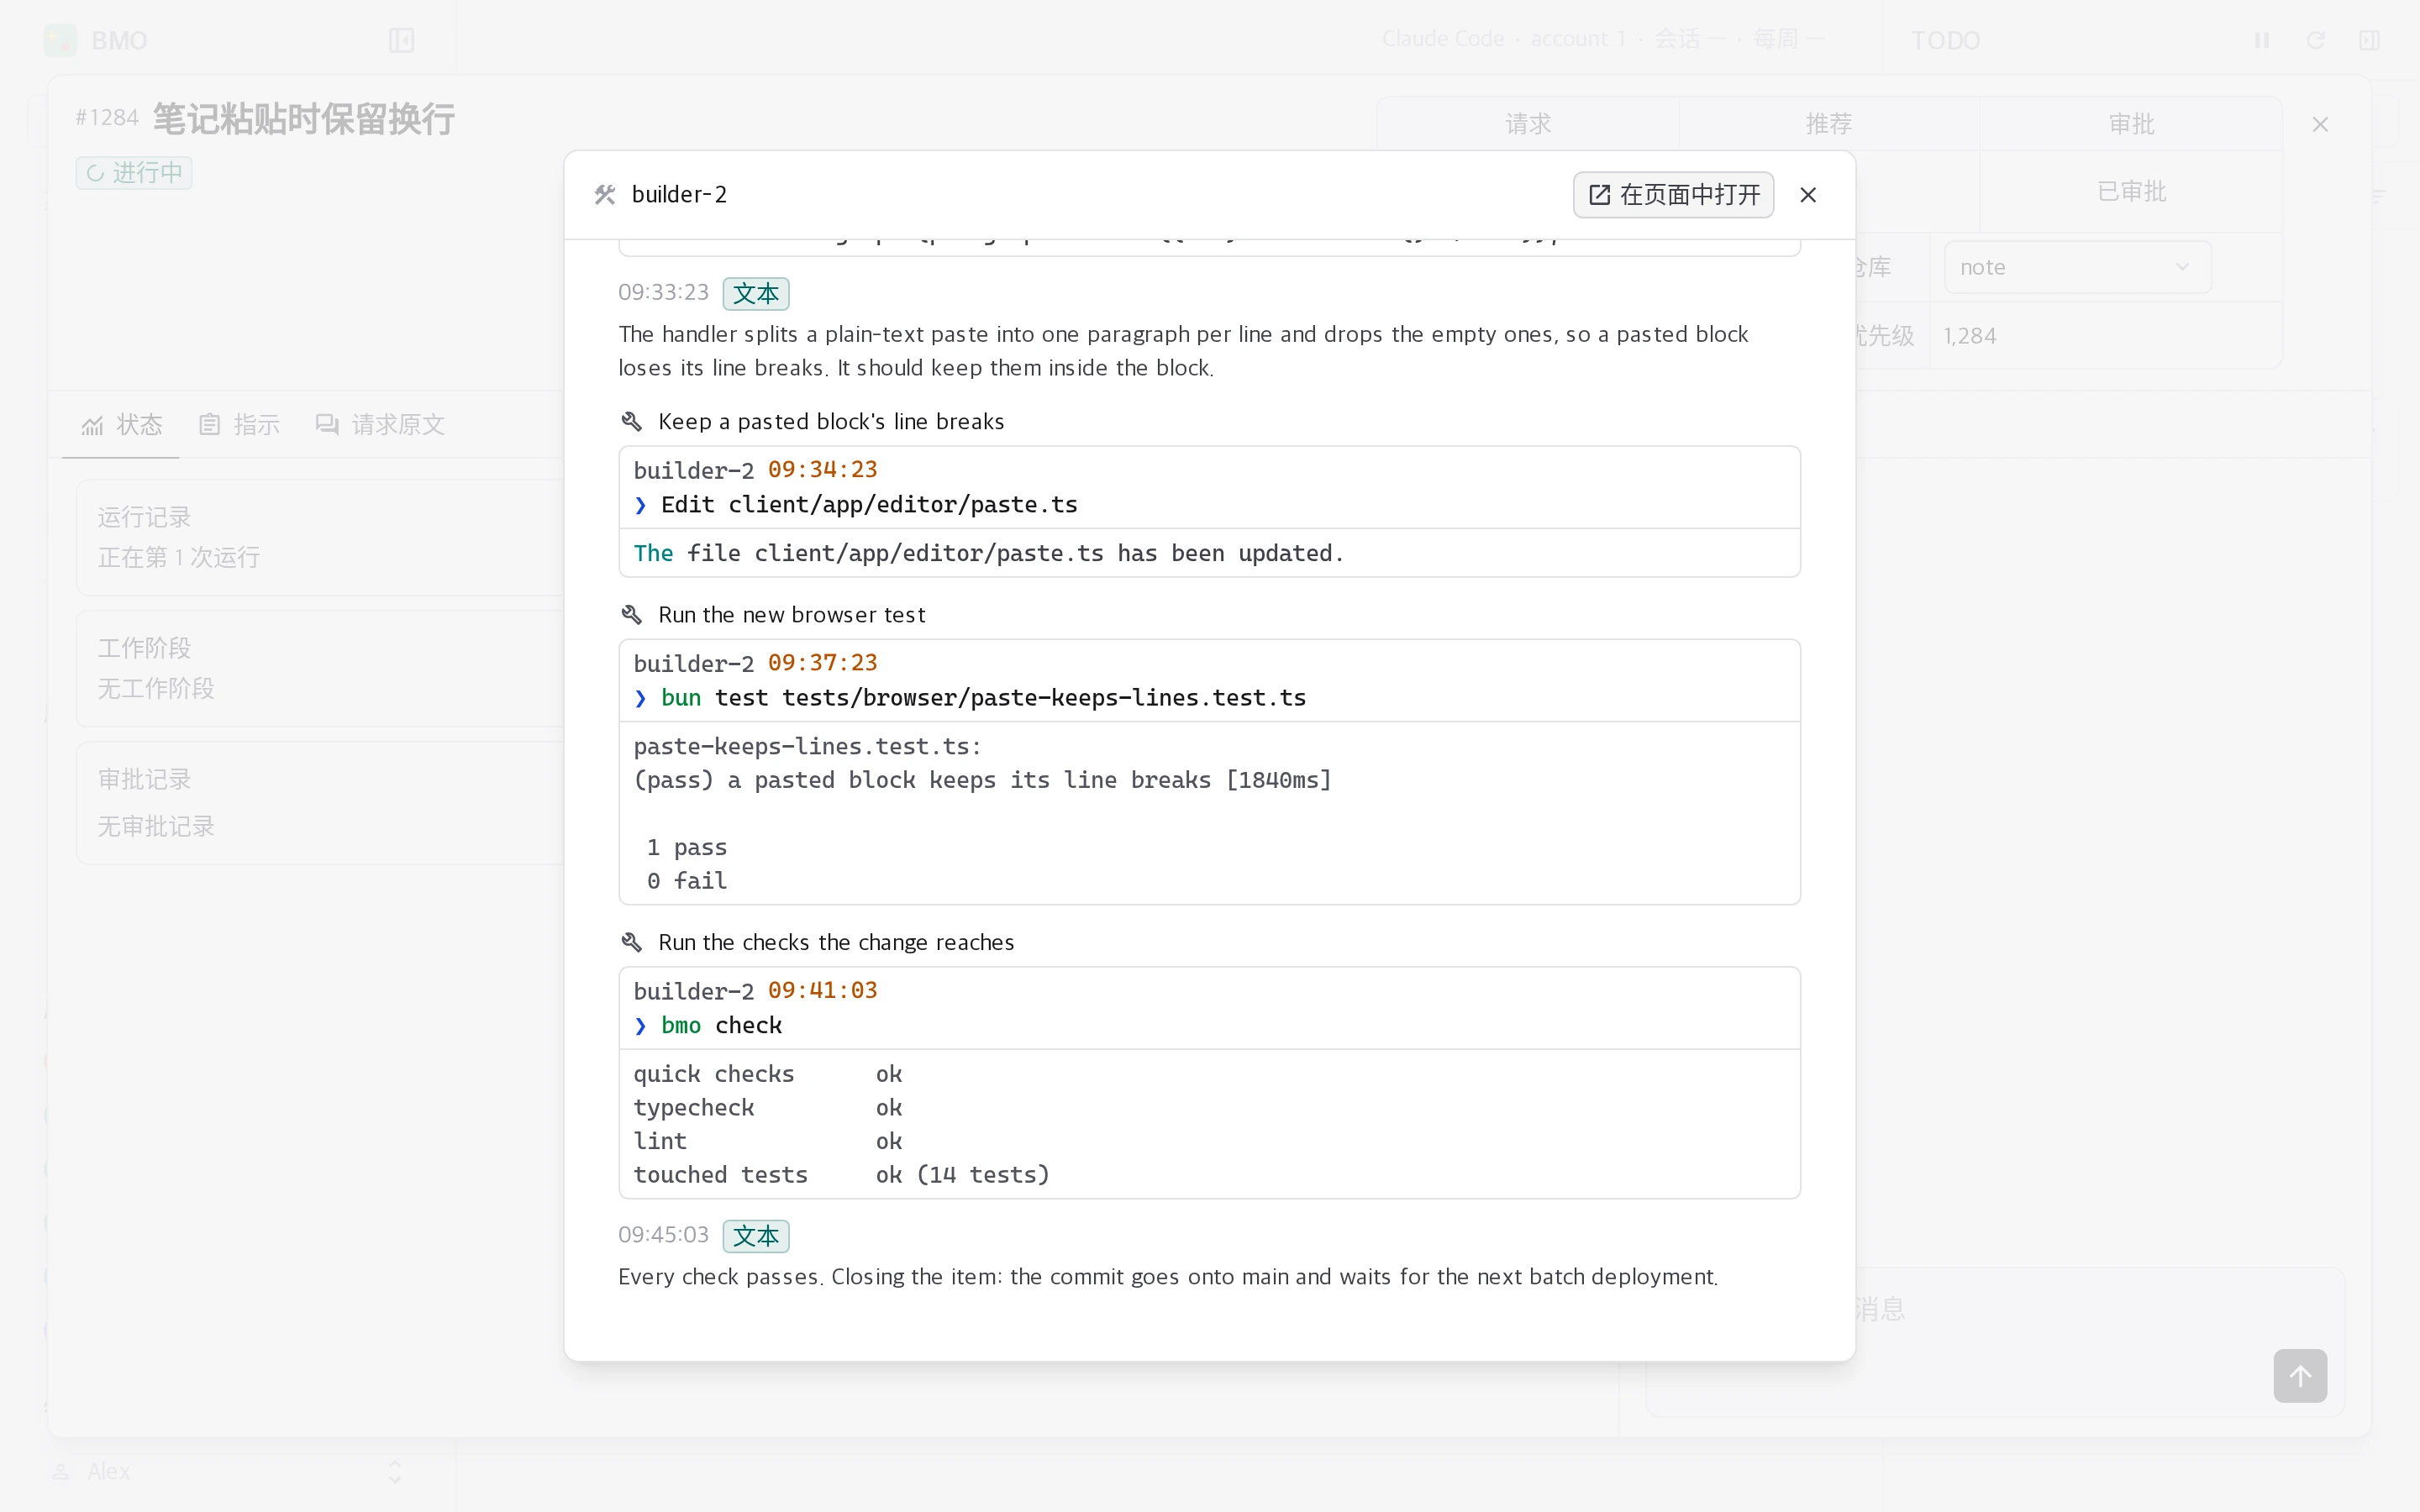 BMO
Claude Code · account 1 · 会话 — · 每周 —
TODO
#1284 笔记粘贴时保留换行
进行中
请求 推荐 审批
已审批
仓库 note
优先级 1,284
状态 指示 请求原文
运行记录
正在第 1 次运行
工作阶段
无工作阶段
审批记录
无审批记录
builder-2
在页面中打开
09:33:23 文本
The handler splits a plain-text paste into one paragraph per line and drops the empty ones, so a pasted block
loses its line breaks. It should keep them inside the block.
Keep a pasted block's line breaks
builder-2 09:34:23
❯ Edit client/app/editor/paste.ts
The file client/app/editor/paste.ts has been updated.
Run the new browser test
builder-2 09:37:23
❯ bun test tests/browser/paste-keeps-lines.test.ts
paste-keeps-lines.test.ts:
(pass) a pasted block keeps its line breaks [1840ms]
1 pass
0 fail
Run the checks the change reaches
builder-2 09:41:03
❯ bmo check
quick checks ok
typecheck ok
lint ok
touched tests ok (14 tests)
09:45:03 文本
Every check passes. Closing the item: the commit goes onto main and waits for the next batch deployment.
消息
Alex